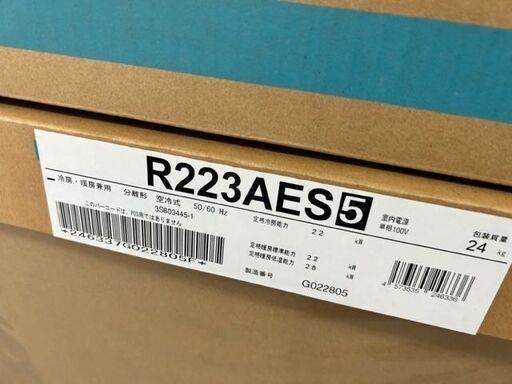 R223AES5
冷房・暖房兼用 分離形 空冷式 50/60 Hz
3S603445-1
このバーコードは、POS用ではありません
*246337G022805F*
定格冷房能力 2.2 kW
定格暖房標準能力 2.2 kW
定格暖房低温能力 2.8 kW
製造番号 G022805
室内電源
単相100V
包装質量
24 kg
4573535 246336